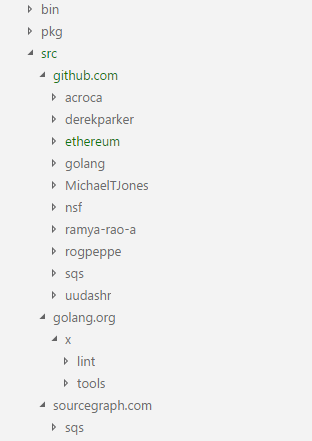 bin
pkg
src
github.com
acroca
derekparker
ethereum
golang
MichaelTJones
nsf
ramya-rao-a
rogpeppe
sqs
uudashr
golang.org
x
lint
tools
sourcegraph.com
sqs